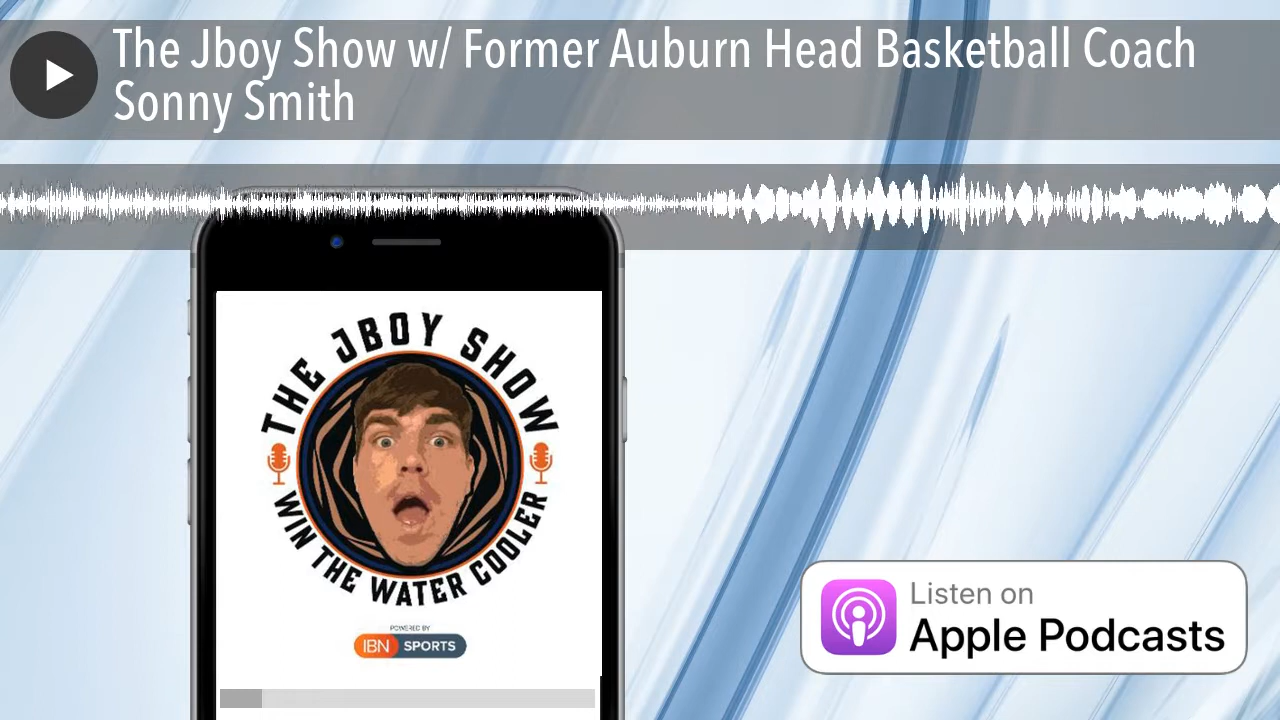 The Jboy Show w/ Former Auburn Head Basketball Coach
Sonny Smith
THE JBOY SHOW
WIN THE WATER COOLER
POWERED BY
IBN SPORTS
Listen on
Apple Podcasts